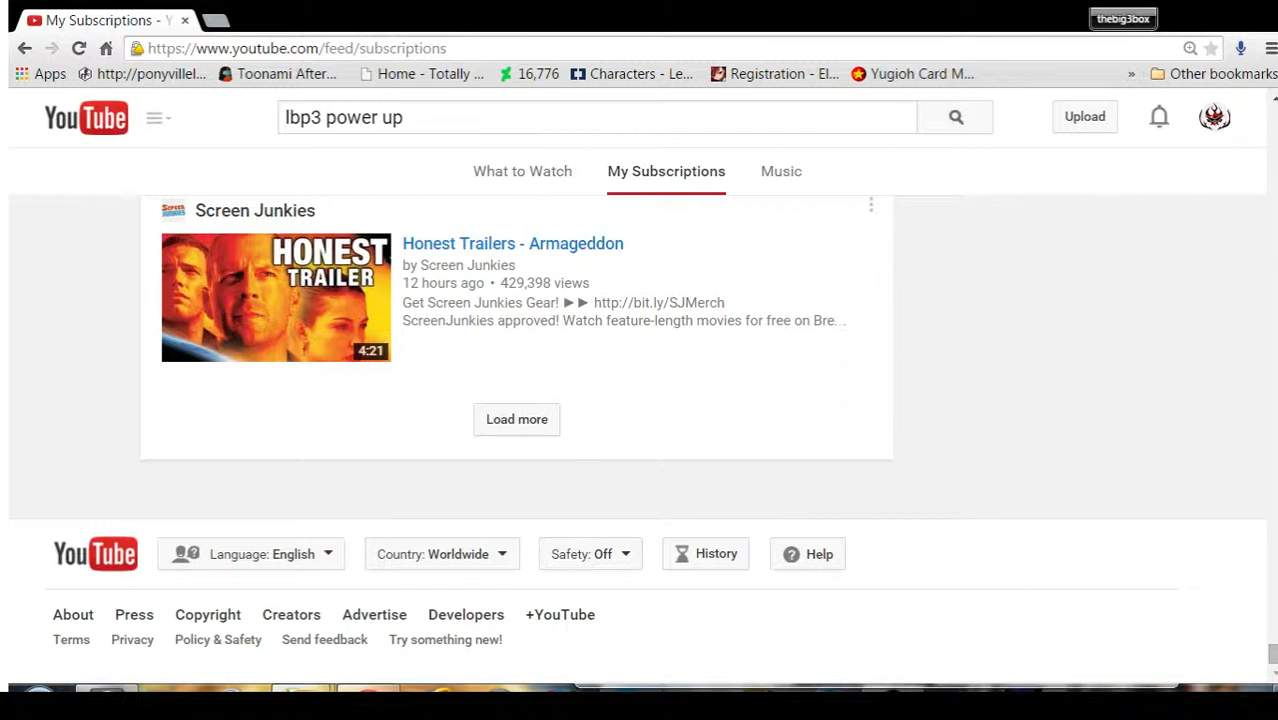 My Subscriptions - Y
thebig3box
https://www.youtube.com/feed/subscriptions
Apps http://ponyvillel... Toonami After... Home - Totally ... 16,776 Characters - Le... Registration - El... Yugioh Card M... » Other bookmarks
YouTube lbp3 power up Upload
What to Watch My Subscriptions Music
Screen Junkies
HONEST
TRAILER
4:21
Honest Trailers - Armageddon
by Screen Junkies
12 hours ago • 429,398 views
Get Screen Junkies Gear! ►► http://bit.ly/SJMerch
ScreenJunkies approved! Watch feature-length movies for free on Bre...
Load more
YouTube Language: English Country: Worldwide Safety: Off History Help
About Press Copyright Creators Advertise Developers +YouTube
Terms Privacy Policy & Safety Send feedback Try something new!